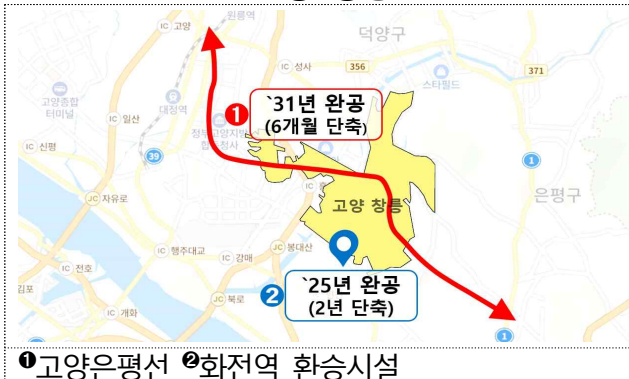 원릉역
IC 고양
덕양구
IC 성사
356
371
스타필드
고양종합
터미널
대정역
❶
`31년 완공
(6개월 단축)
IC 일산
IC 신평
39
1
고양 창릉
은평구
JC 자유로
IC 행주대교
IC 강매
JC 봉대산
IC 전호
❷
`25년 완공
(2년 단축)
김포
JC 북로
IC 개화
1
❶고양은평선 ❷화전역 환승시설